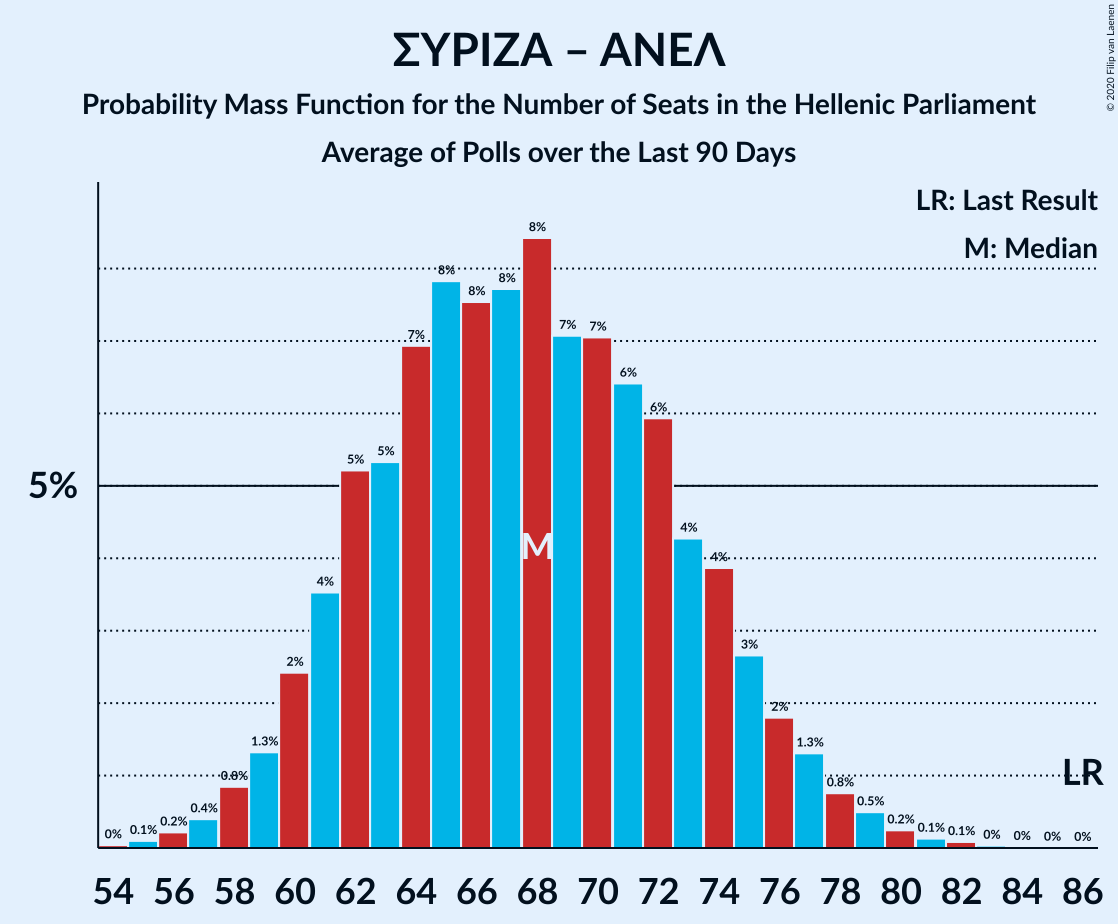 ΣΥΡΙΖΑ – ΑΝΕΛ
Probability Mass Function for the Number of Seats in the Hellenic Parliament
Average of Polls over the Last 90 Days
© 2020 Filip van Laenen
LR: Last Result
M: Median
5%
0% 0.1% 0.2% 0.4% 0.8% 1.3% 2% 4% 5% 5% 7% 8% 8% 8% 8% 7% 7% 6% 6% 4% 4% 3% 2% 1.3% 0.8% 0.5% 0.2% 0.1% 0.1% 0% 0% 0% 0%
M
LR
54 56 58 60 62 64 66 68 70 72 74 76 78 80 82 84 86